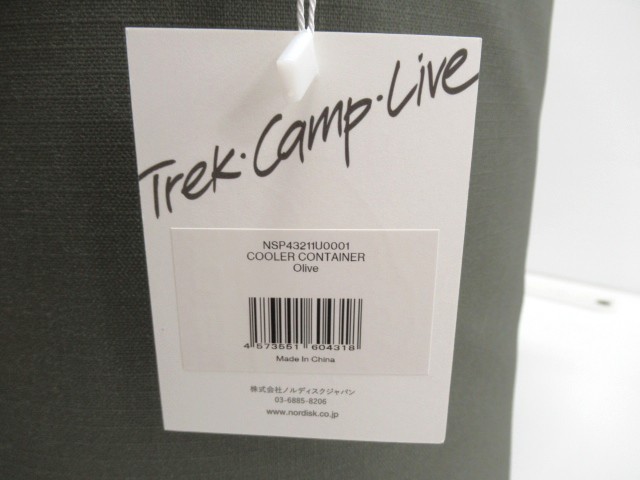 Trek·Camp·Live
NSP43211U0001
COOLER CONTAINER
Olive
4 573551 604318
Made In China
株式会社ノルディスクジャパン
03-6885-8206
www.nordisk.co.jp